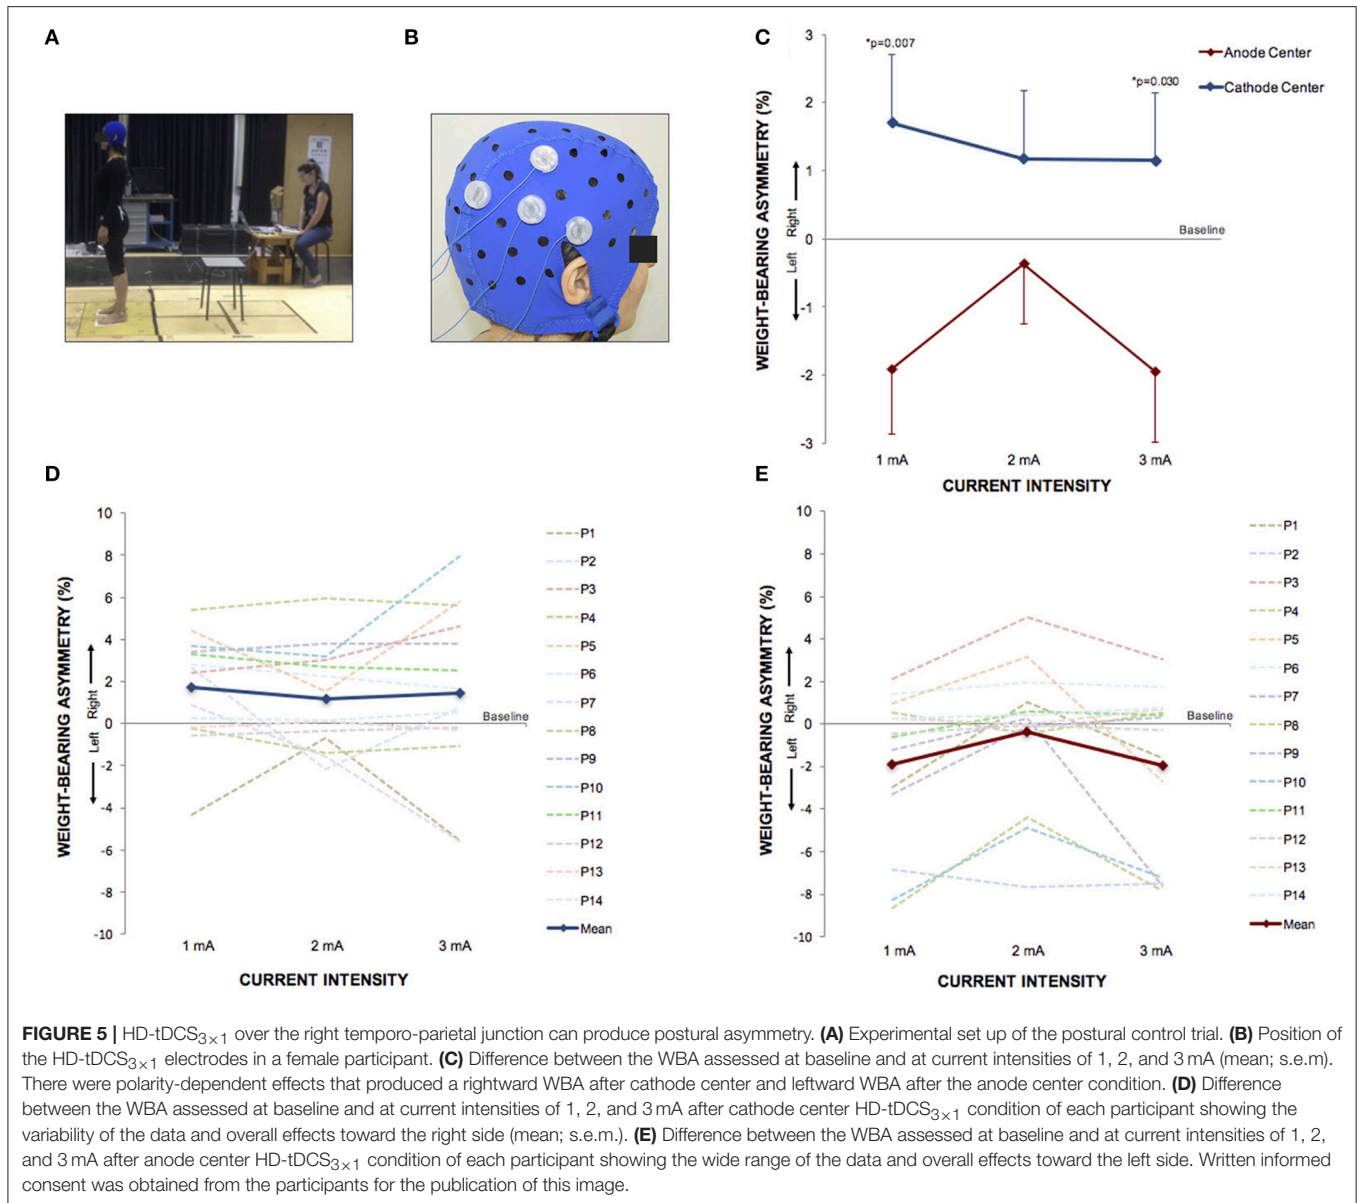 A
B
C
3
2
1
0
-1
-2
-3
WEIGHT-BEARING ASYMMETRY (%)
Left Right
*p=0.007
*p=0.030
Anode Center
Cathode Center
Baseline
1 mA 2 mA 3 mA
CURRENT INTENSITY
D
10
8
6
4
2
0
-2
-4
-6
-8
-10
WEIGHT-BEARING ASYMMETRY (%)
Left Right
Baseline
1 mA 2 mA 3 mA
CURRENT INTENSITY
P1
P2
P3
P4
P5
P6
P7
P8
P9
P10
P11
P12
P13
P14
Mean
E
10
8
6
4
2
0
-2
-4
-6
-8
-10
WEIGHT-BEARING ASYMMETRY (%)
Left Right
Baseline
1 mA 2 mA 3 mA
CURRENT INTENSITY
P1
P2
P3
P4
P5
P6
P7
P8
P9
P10
P11
P12
P13
P14
Mean
FIGURE 5 | HD-tDCS3×1 over the right temporo-parietal junction can produce postural asymmetry. (A) Experimental set up of the postural control trial. (B) Position of
the HD-tDCS3×1 electrodes in a female participant. (C) Difference between the WBA assessed at baseline and at current intensities of 1, 2, and 3 mA (mean; s.e.m).
There were polarity-dependent effects that produced a rightward WBA after cathode center and leftward WBA after the anode center condition. (D) Difference
between the WBA assessed at baseline and at current intensities of 1, 2, and 3 mA after cathode center HD-tDCS3×1 condition of each participant showing the
variability of the data and overall effects toward the right side (mean; s.e.m.). (E) Difference between the WBA assessed at baseline and at current intensities of 1, 2,
and 3 mA after anode center HD-tDCS3×1 condition of each participant showing the wide range of the data and overall effects toward the left side. Written informed
consent was obtained from the participants for the publication of this image.